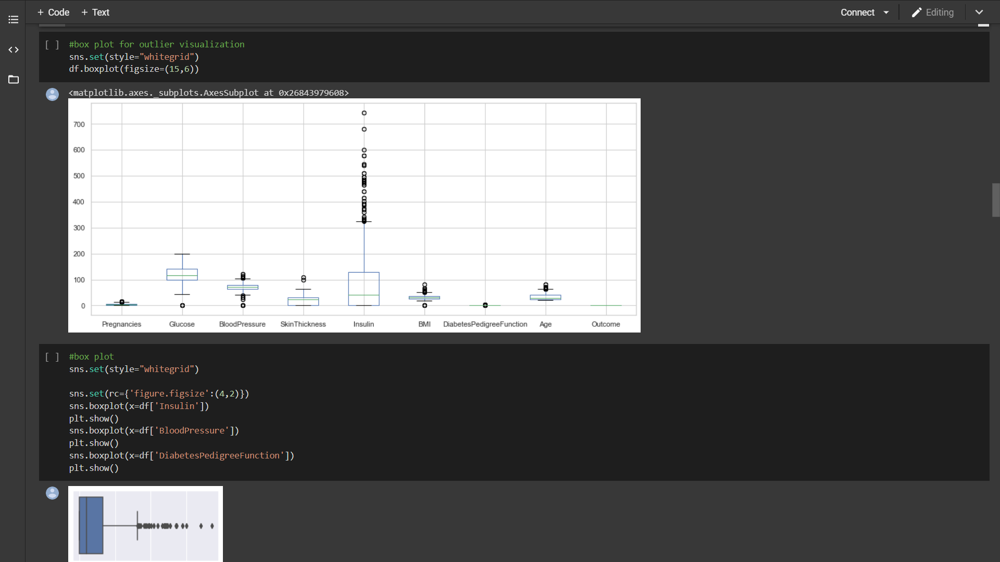 + Code + Text
Connect
Editing
[ ] #box plot for outlier visualization
sns.set(style="whitegrid")
df.boxplot(figsize=(15,6))
<matplotlib.axes._subplots.AxesSubplot at 0x26843979608>
700
600
500
400
300
200
100
0
Pregnancies Glucose BloodPressure SkinThickness Insulin BMI DiabetesPedigreeFunction Age Outcome
[ ] #box plot
sns.set(style="whitegrid")
sns.set(rc={'figure.figsize':(4,2)})
sns.boxplot(x=df['Insulin'])
plt.show()
sns.boxplot(x=df['BloodPressure'])
plt.show()
sns.boxplot(x=df['DiabetesPedigreeFunction'])
plt.show()